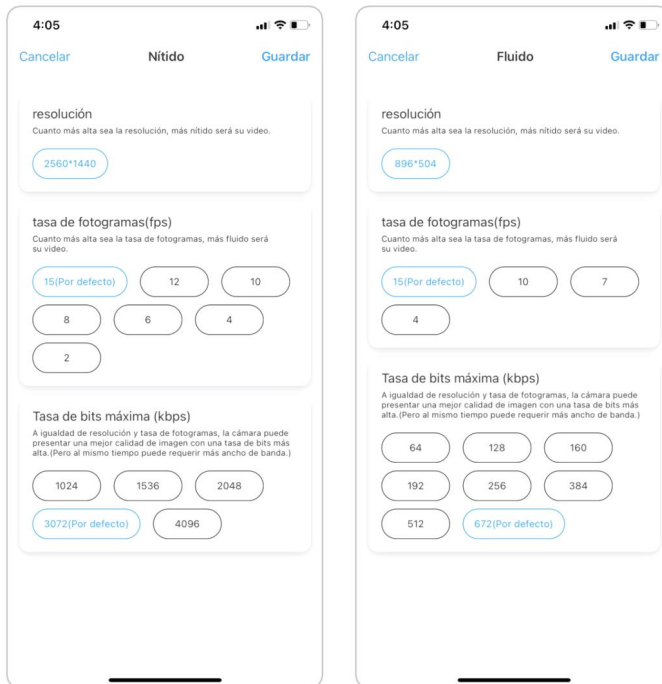 4:05
Cancelar Nítido Guardar
resolución
Cuanto más alta sea la resolución, más nítido será su video.
2560*1440
tasa de fotogramas(fps)
Cuanto más alta sea la tasa de fotogramas, más fluido será
su video.
15(Por defecto) 12 10
8 6 4
2
Tasa de bits máxima (kbps)
A igualdad de resolución y tasa de fotogramas, la cámara puede
presentar una mejor calidad de imagen con una tasa de bits más
alta.(Pero al mismo tiempo puede requerir más ancho de banda.)
1024 1536 2048
3072(Por defecto) 4096
4:05
Cancelar Fluido Guardar
resolución
Cuanto más alta sea la resolución, más nítido será su video.
896*504
tasa de fotogramas(fps)
Cuanto más alta sea la tasa de fotogramas, más fluido será
su video.
15(Por defecto) 10 7
4
Tasa de bits máxima (kbps)
A igualdad de resolución y tasa de fotogramas, la cámara puede
presentar una mejor calidad de imagen con una tasa de bits más
alta.(Pero al mismo tiempo puede requerir más ancho de banda.)
64 128 160
192 256 384
512 672(Por defecto)